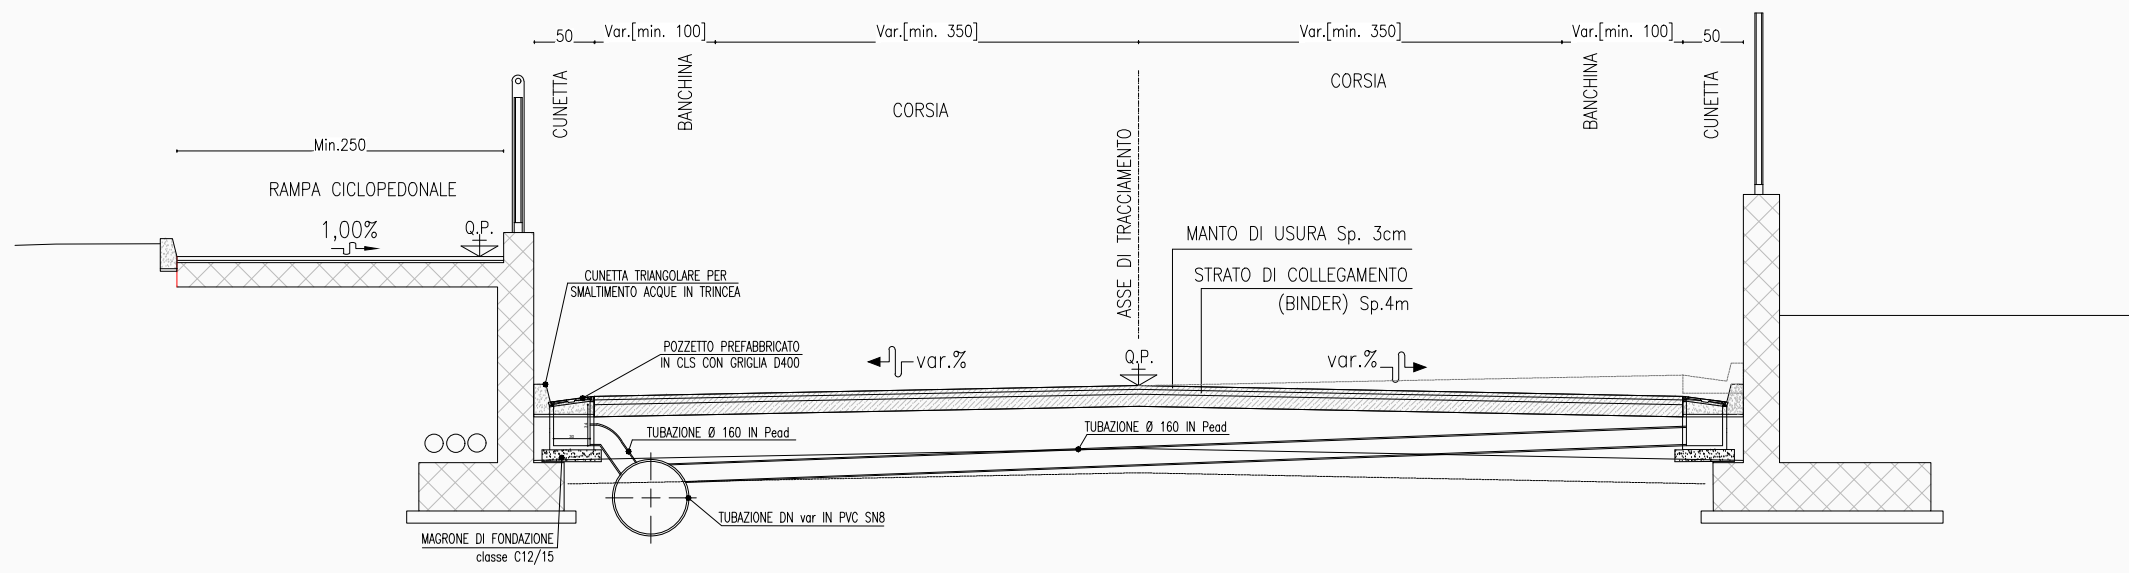 50
Var.[min. 100]
Var.[min. 350]
Var.[min. 350]
Var.[min. 100]
50
CUNETTA
BANCHINA
CORSIA
CORSIA
BANCHINA
CUNETTA
Min.250
RAMPA CICLOPEDONALE
1,00%
Q.P.
ASSE DI TRACCIAMENTO
MANTO DI USURA Sp. 3cm
STRATO DI COLLEGAMENTO
(BINDER) Sp.4m
CUNETTA TRIANGOLARE PER
SMALTIMENTO ACQUE IN TRINCEA
POZZETTO PREFABBRICATO
IN CLS CON GRIGLIA D400
var.%
Q.P.
var.%
TUBAZIONE Ø 160 IN Pead
TUBAZIONE Ø 160 IN Pead
TUBAZIONE DN var IN PVC SN8
MAGRONE DI FONDAZIONE
classe C12/15